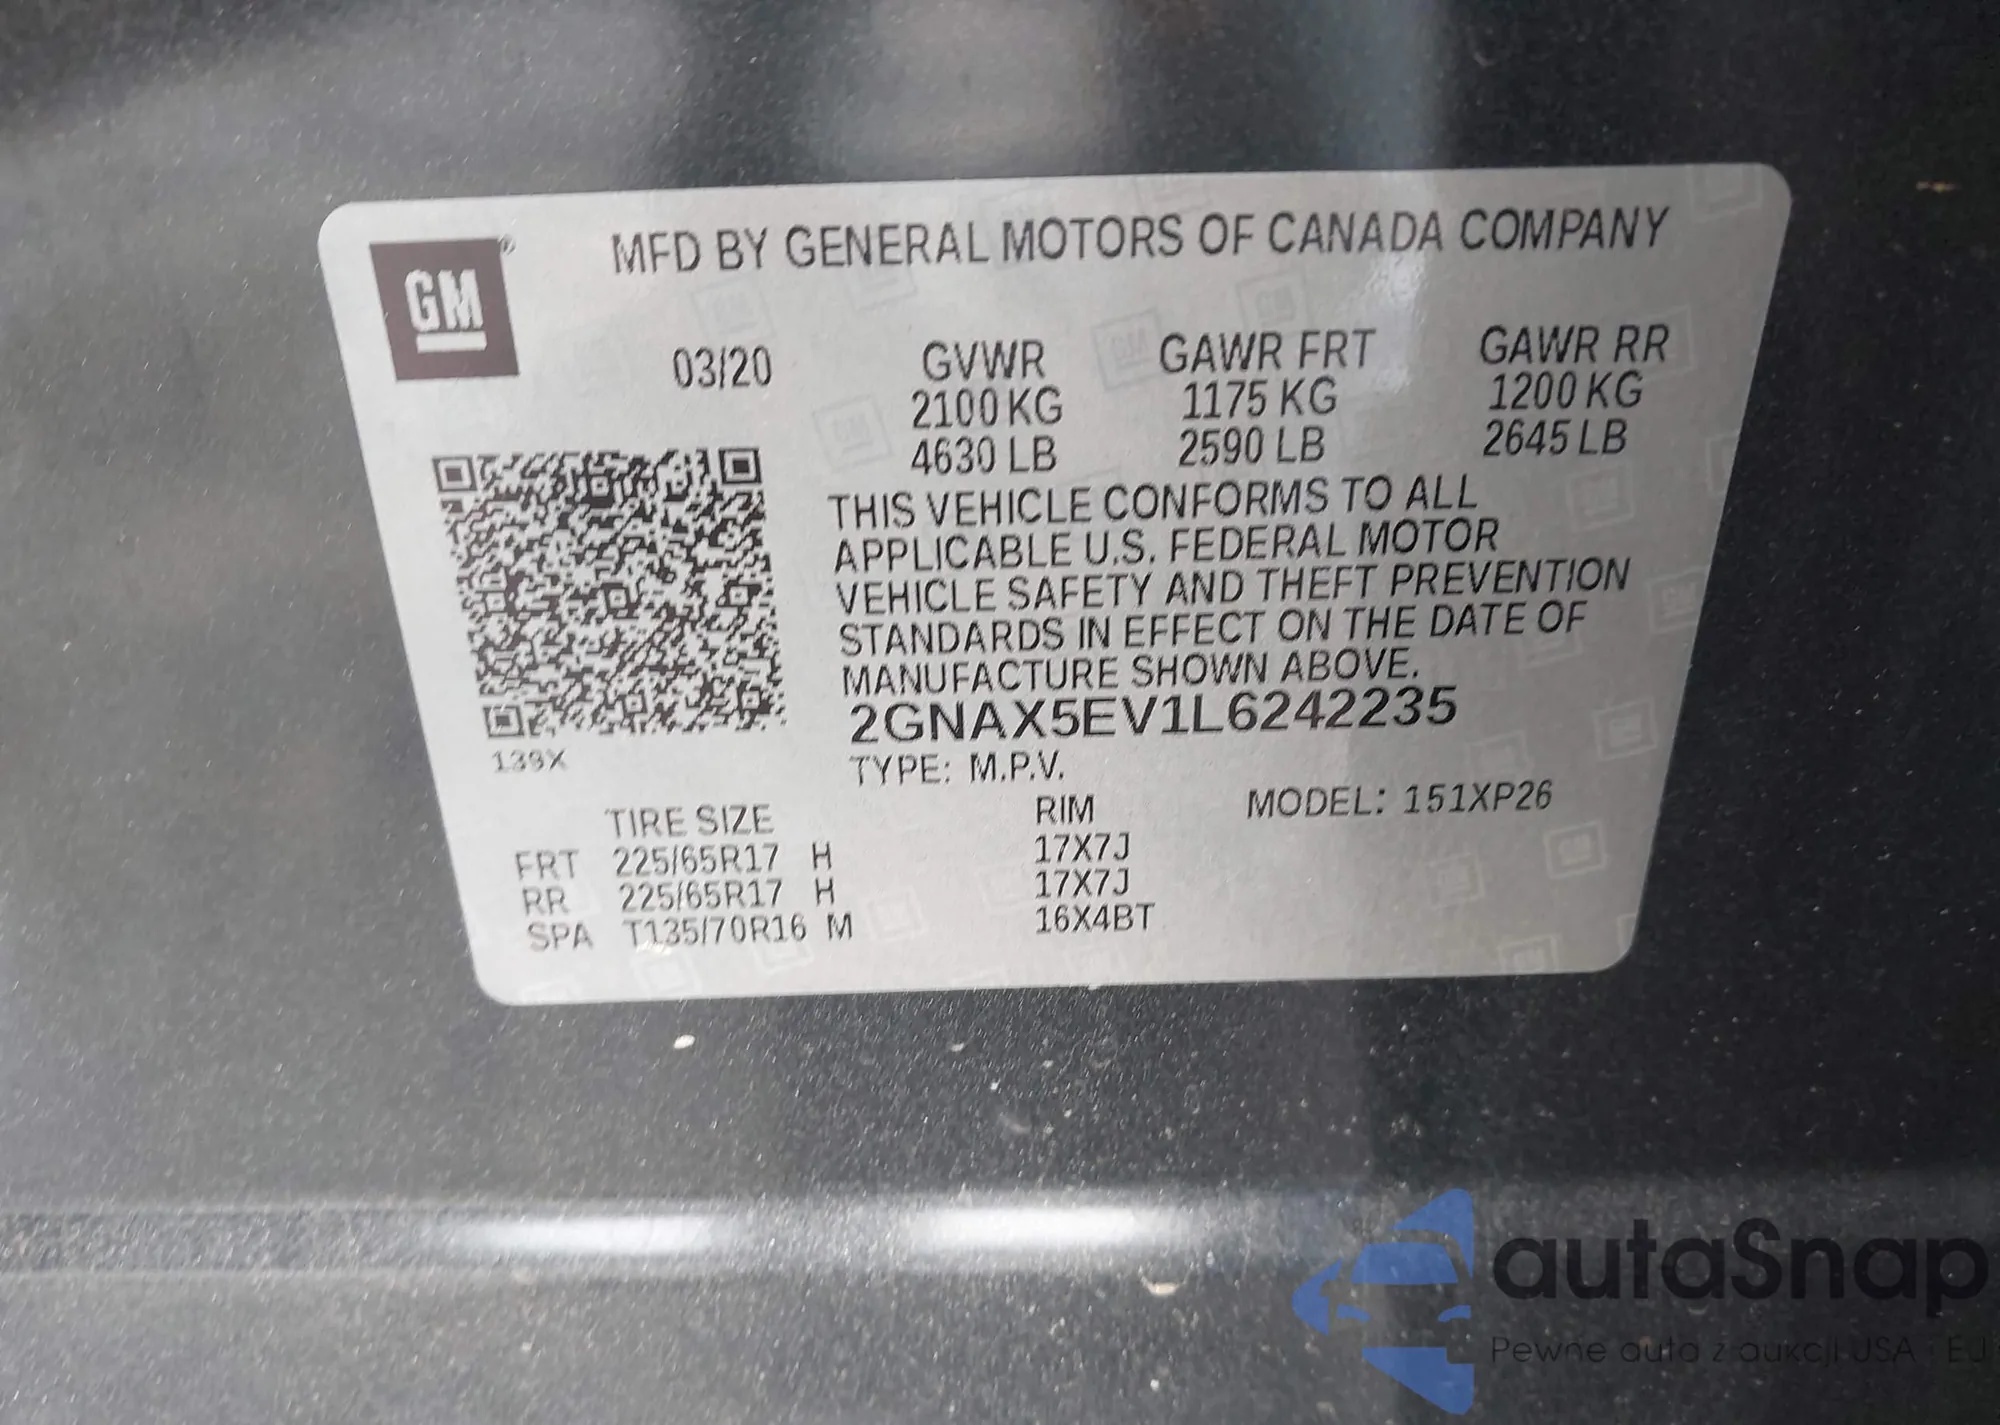 GM®
MFD BY GENERAL MOTORS OF CANADA COMPANY
03/20
GVWR GAWR FRT GAWR RR
2100 KG 1175 KG 1200 KG
4630 LB 2590 LB 2645 LB
THIS VEHICLE CONFORMS TO ALL
APPLICABLE U.S. FEDERAL MOTOR
VEHICLE SAFETY AND THEFT PREVENTION
STANDARDS IN EFFECT ON THE DATE OF
MANUFACTURE SHOWN ABOVE.
2GNAX5EV1L6242235
139X
TYPE: M.P.V.
TIRE SIZE RIM MODEL: 151XP26
FRT 225/65R17 H 17X7J
RR 225/65R17 H 17X7J
SPA T135/70R16 M 16X4BT
autaSnap
Pewne auta z aukcji USA i EU